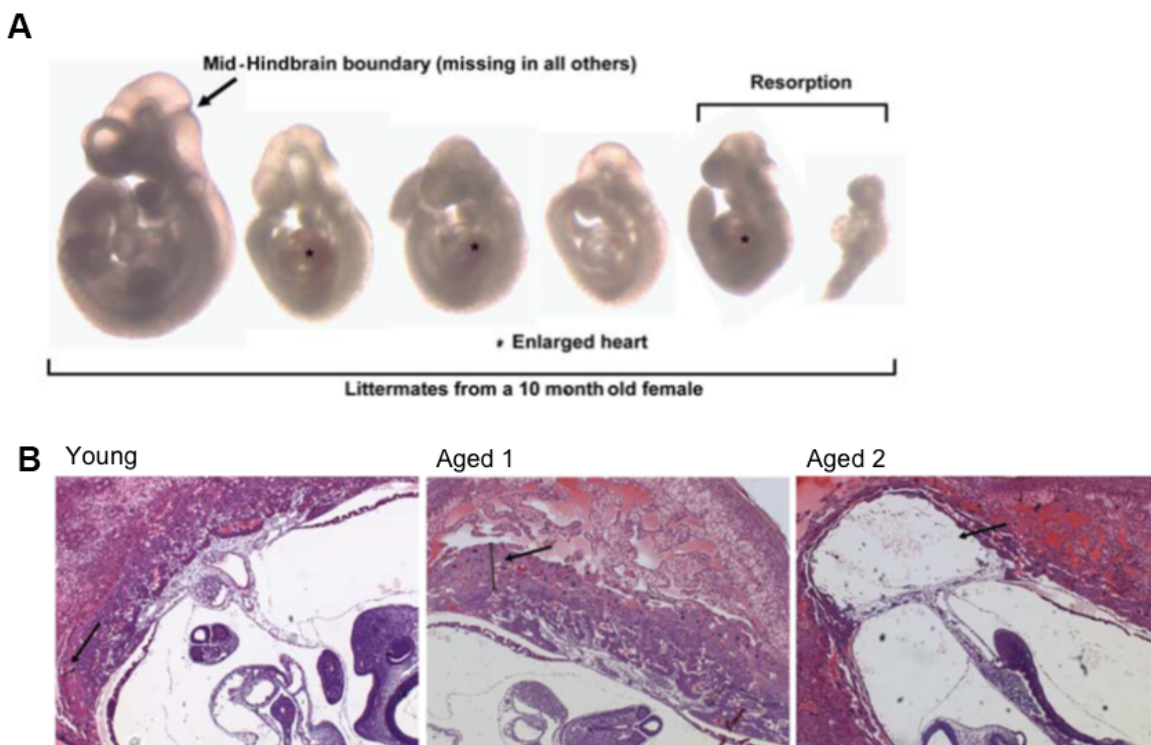 A
Mid-Hindbrain boundary (missing in all others)
Resorption
* Enlarged heart
Littermates from a 10 month old female
B
Young
Aged 1
Aged 2